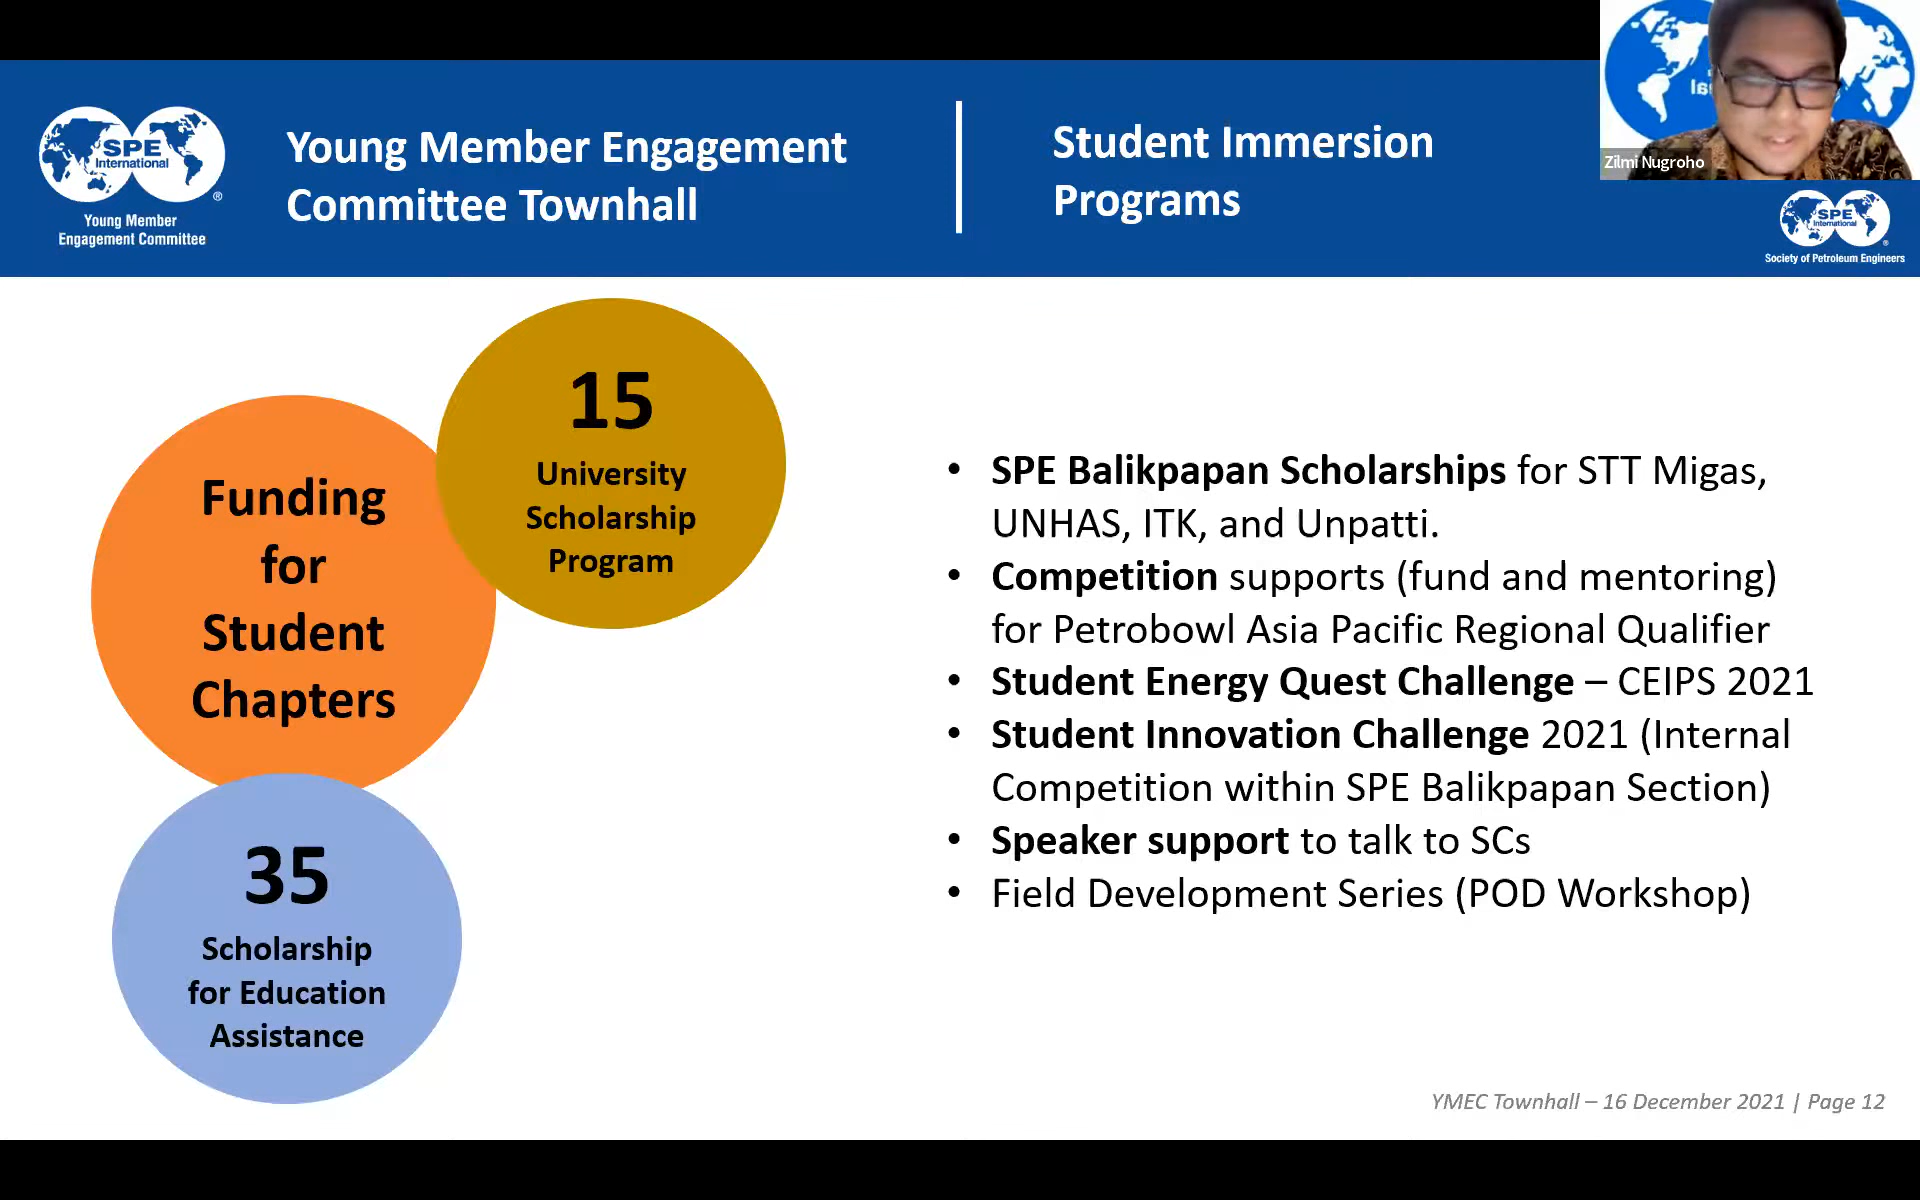 SPE
International
®
Young Member
Engagement Committee
Young Member Engagement
Committee Townhall
Student Immersion
Programs
Zilmi Nugroho
SPE
International
®
Society of Petroleum Engineers
15
University
Scholarship
Program
Funding
for
Student
Chapters
35
Scholarship
for Education
Assistance
• SPE Balikpapan Scholarships for STT Migas,
UNHAS, ITK, and Unpatti.
• Competition supports (fund and mentoring)
for Petrobowl Asia Pacific Regional Qualifier
• Student Energy Quest Challenge – CEIPS 2021
• Student Innovation Challenge 2021 (Internal
Competition within SPE Balikpapan Section)
• Speaker support to talk to SCs
• Field Development Series (POD Workshop)
YMEC Townhall – 16 December 2021 | Page 12